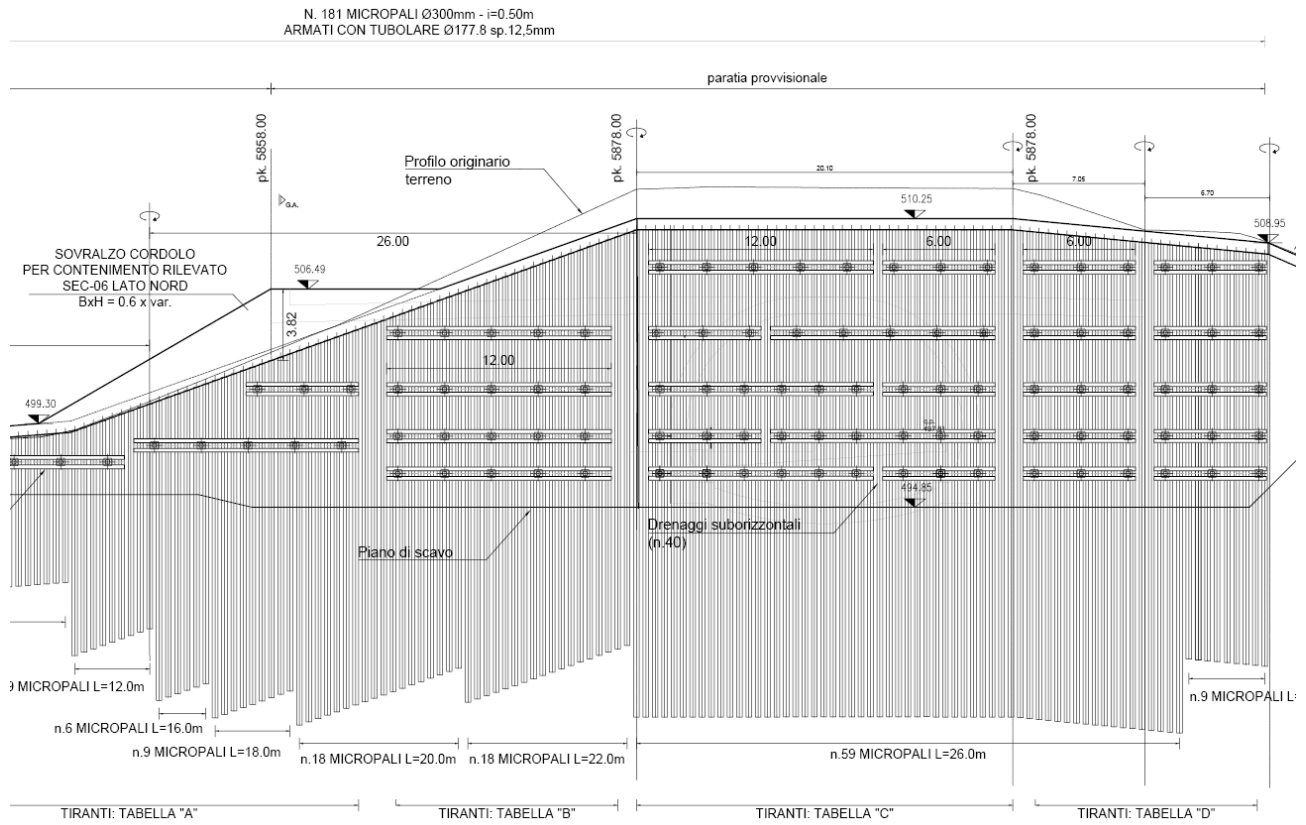 N. 181 MICROPALI Ø300mm - i=0.50m
ARMATI CON TUBOLARE Ø177.8 sp.12,5mm
paratia provvisionale
pk. 5858.00
pk. 5878.00
pk. 5878.00
Profilo originario
terreno
20.10
7.05
6.70
G.A.
510.25
508.95
26.00
12.00
6.00
6.00
SOVRALZO CORDOLO
PER CONTENIMENTO RILEVATO
SEC-06 LATO NORD
BxH = 0.6 x var.
506.49
3.82
12.00
499.30
494.85
Drenaggi suborizzontali
(n.40)
Piano di scavo
9 MICROPALI L=12.0m
n.6 MICROPALI L=16.0m
n.9 MICROPALI L=18.0m
n.18 MICROPALI L=20.0m
n.18 MICROPALI L=22.0m
n.59 MICROPALI L=26.0m
n.9 MICROPALI L=
TIRANTI: TABELLA "A"
TIRANTI: TABELLA "B"
TIRANTI: TABELLA "C"
TIRANTI: TABELLA "D"